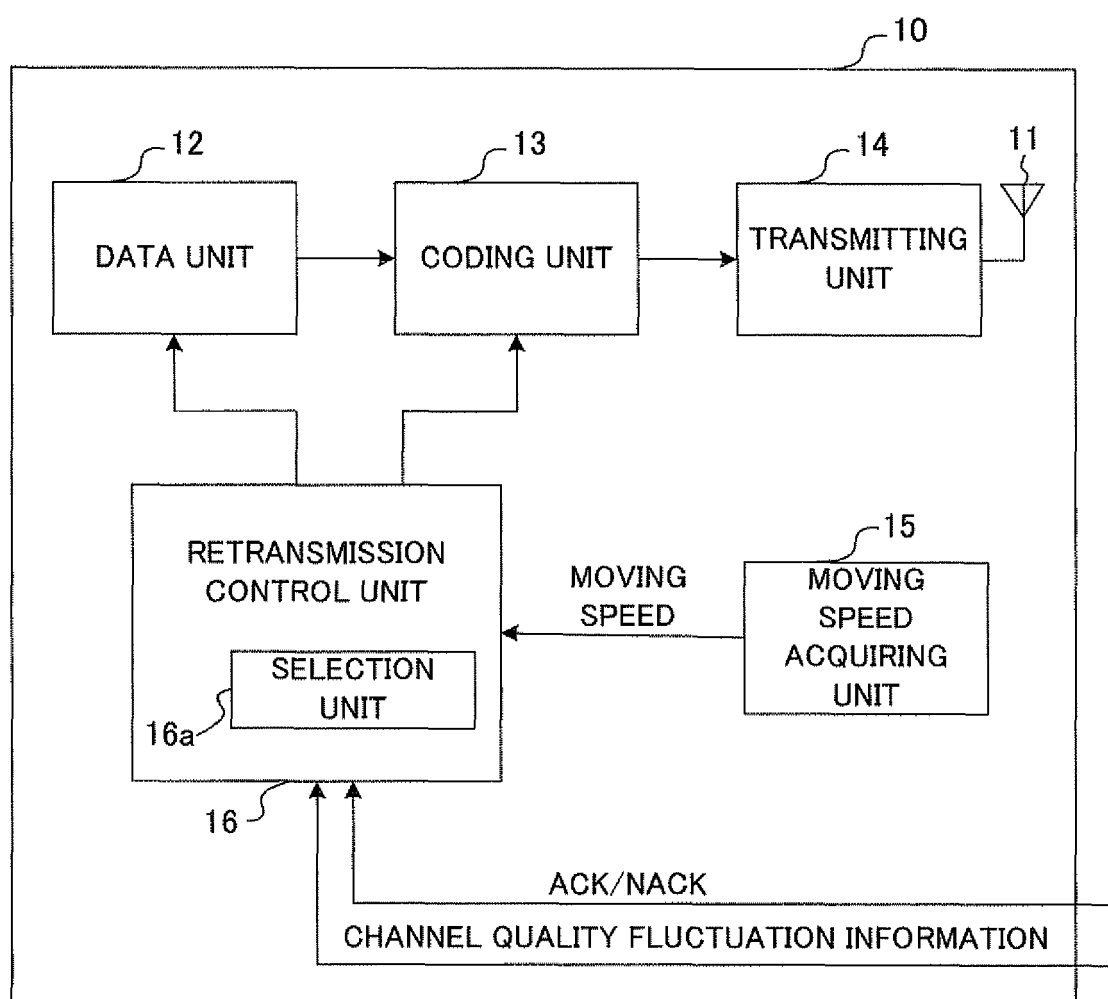 10
12
13
14
11
DATA UNIT
CODING UNIT
TRANSMITTING
UNIT
15
RETRANSMISSION
CONTROL UNIT
MOVING
SPEED
MOVING
SPEED
ACQUIRING
UNIT
SELECTION
UNIT
16a
16
ACK/NACK
CHANNEL QUALITY FLUCTUATION INFORMATION